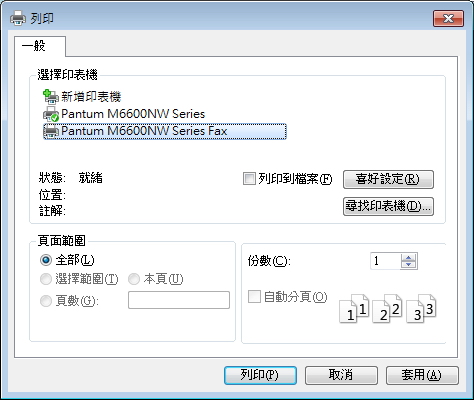 列印
一般
選擇印表機
新增印表機
Pantum M6600NW Series
Pantum M6600NW Series Fax
狀態: 就緒
位置:
註解:
列印到檔案(F)
喜好設定(R)
尋找印表機(D)...
頁面範圍
全部(L)
選擇範圍(T) 本頁(U)
頁數(G):
份數(C): 1
自動分頁(O)
1 1 2 2 3 3
列印(P) 取消 套用(A)